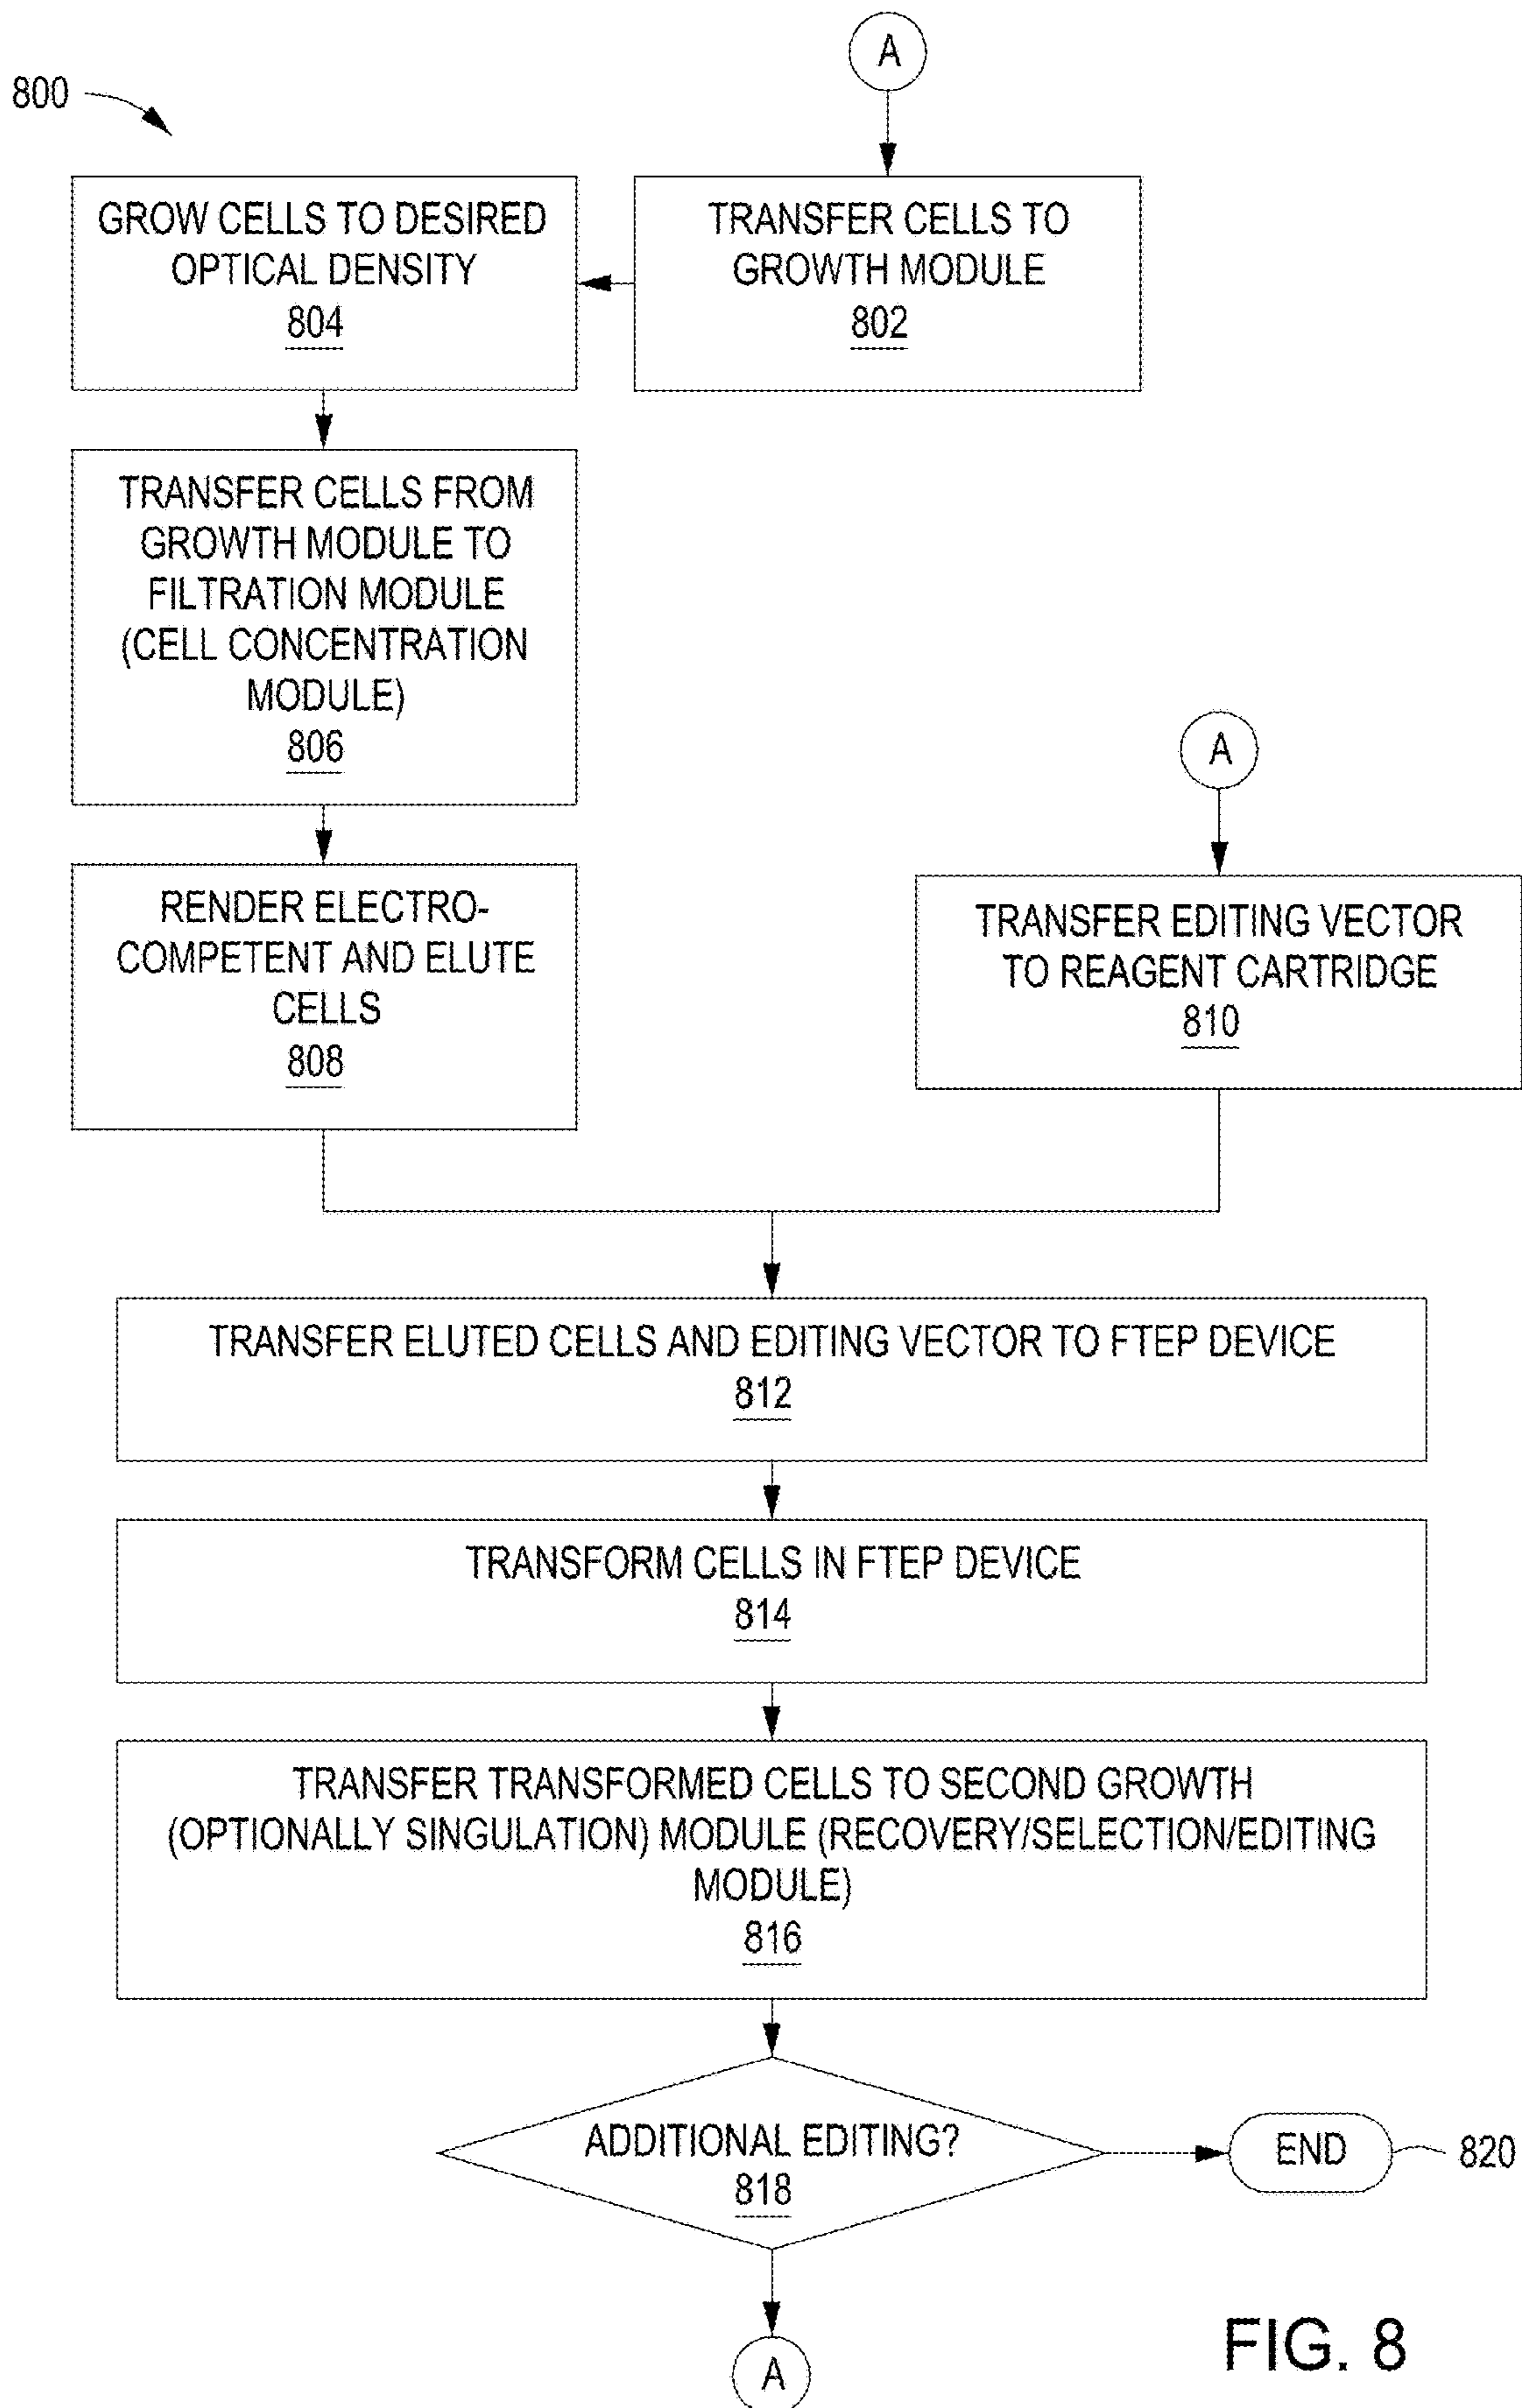 A
800
GROW CELLS TO DESIRED
OPTICAL DENSITY
804
TRANSFER CELLS TO
GROWTH MODULE
802
TRANSFER CELLS FROM
GROWTH MODULE TO
FILTRATION MODULE
(CELL CONCENTRATION
MODULE)
806
A
RENDER ELECTRO-
COMPETENT AND ELUTE
CELLS
808
TRANSFER EDITING VECTOR
TO REAGENT CARTRIDGE
810
TRANSFER ELUTED CELLS AND EDITING VECTOR TO FTEP DEVICE
812
TRANSFORM CELLS IN FTEP DEVICE
814
TRANSFER TRANSFORMED CELLS TO SECOND GROWTH
(OPTIONALLY SINGULATION) MODULE (RECOVERY/SELECTION/EDITING
MODULE)
816
ADDITIONAL EDITING?
818
END
820
A
FIG. 8